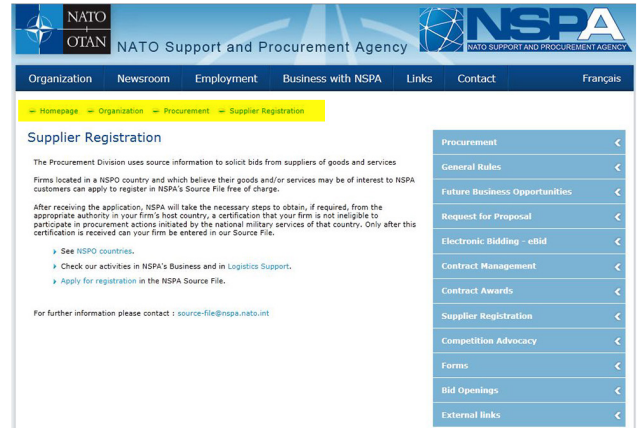 NATO
OTAN
NATO Support and Procurement Agency
NSPA
NATO SUPPORT AND PROCUREMENT AGENCY
Organization Newsroom Employment Business with NSPA Links Contact Français
Homepage Organization Procurement Supplier Registration
Supplier Registration
The Procurement Division uses source information to solicit bids from suppliers of goods and services
Firms located in a NSPO country and which believe their goods and/or services may be of interest to NSPA
customers can apply to register in NSPA's Source File free of charge.
After receiving the application, NSPA will take the necessary steps to obtain, if required, from the
appropriate authority in your firm's host country, a certification that your firm is not ineligible to
participate in procurement actions initiated by the national military services of that country. Only after this
certification is received can your firm be entered in our Source File.
See NSPO countries.
Check our activities in NSPA's Business and in Logistics Support.
Apply for registration in the NSPA Source File.
For further information please contact : source-file@nspa.nato.int
Procurement
General Rules
Future Business Opportunities
Request for Proposal
Electronic Bidding - eBid
Contract Management
Contract Awards
Supplier Registration
Competition Advocacy
Forms
Bid Openings
External links